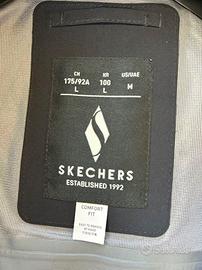 CN KR US/UAE
175/92A 100 M
L L
SKECHERS
ESTABLISHED 1992
COMFORT
FIT